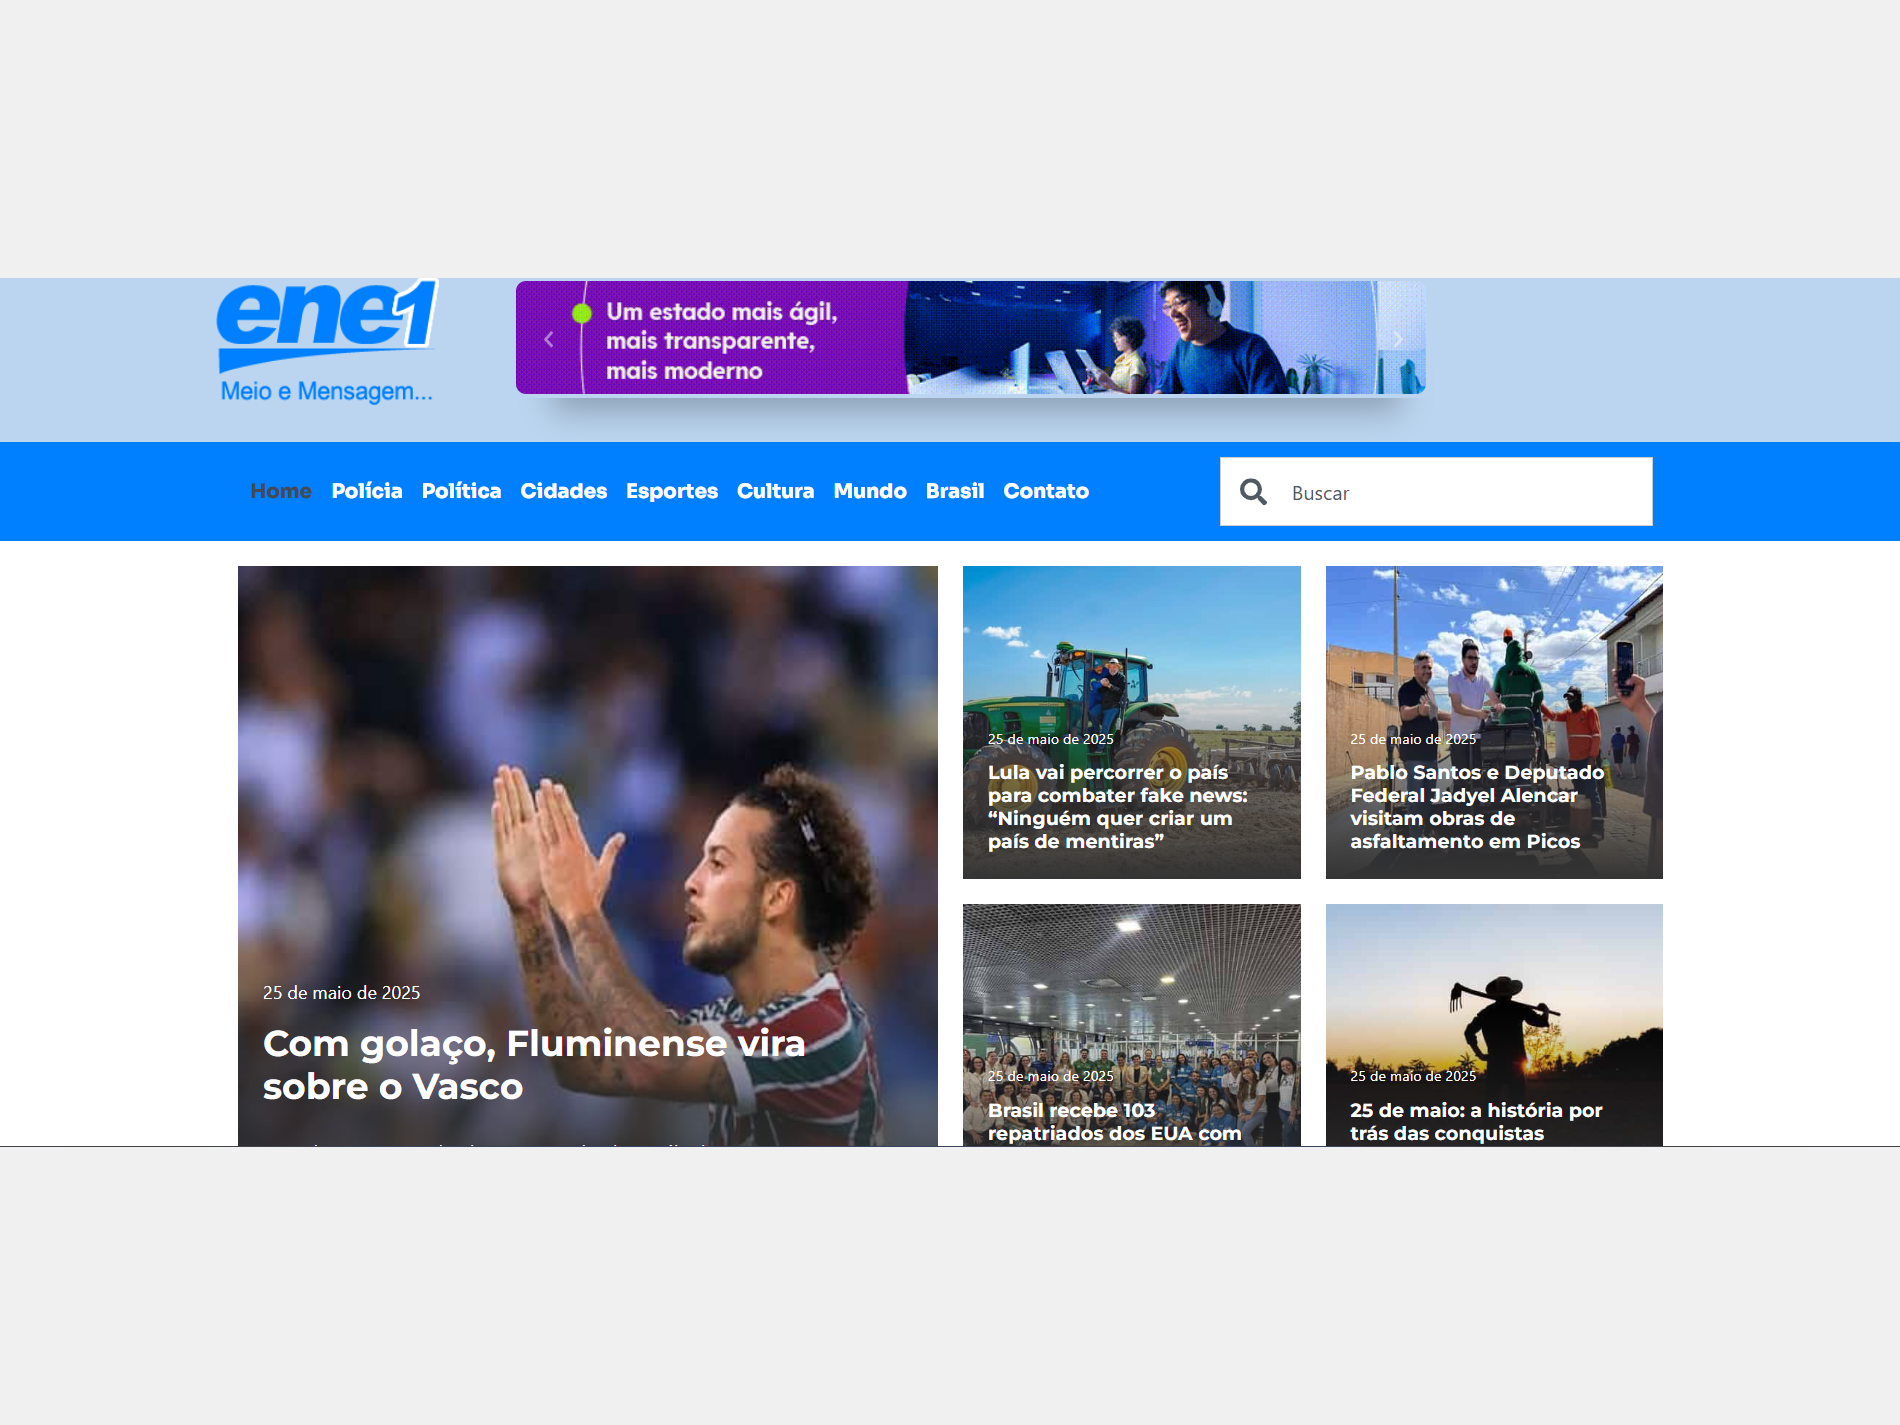 ene1
Meio e Mensagem...
Um estado mais ágil,
mais transparente,
mais moderno
Home Polícia Política Cidades Esportes Cultura Mundo Brasil Contato
Buscar
25 de maio de 2025
Com golaço, Fluminense vira
sobre o Vasco
25 de maio de 2025
Lula vai percorrer o país
para combater fake news:
“Ninguém quer criar um
país de mentiras”
25 de maio de 2025
Pablo Santos e Deputado
Federal Jadyel Alencar
visitam obras de
asfaltamento em Picos
25 de maio de 2025
Brasil recebe 103
repatriados dos EUA com
25 de maio de 2025
25 de maio: a história por
trás das conquistas